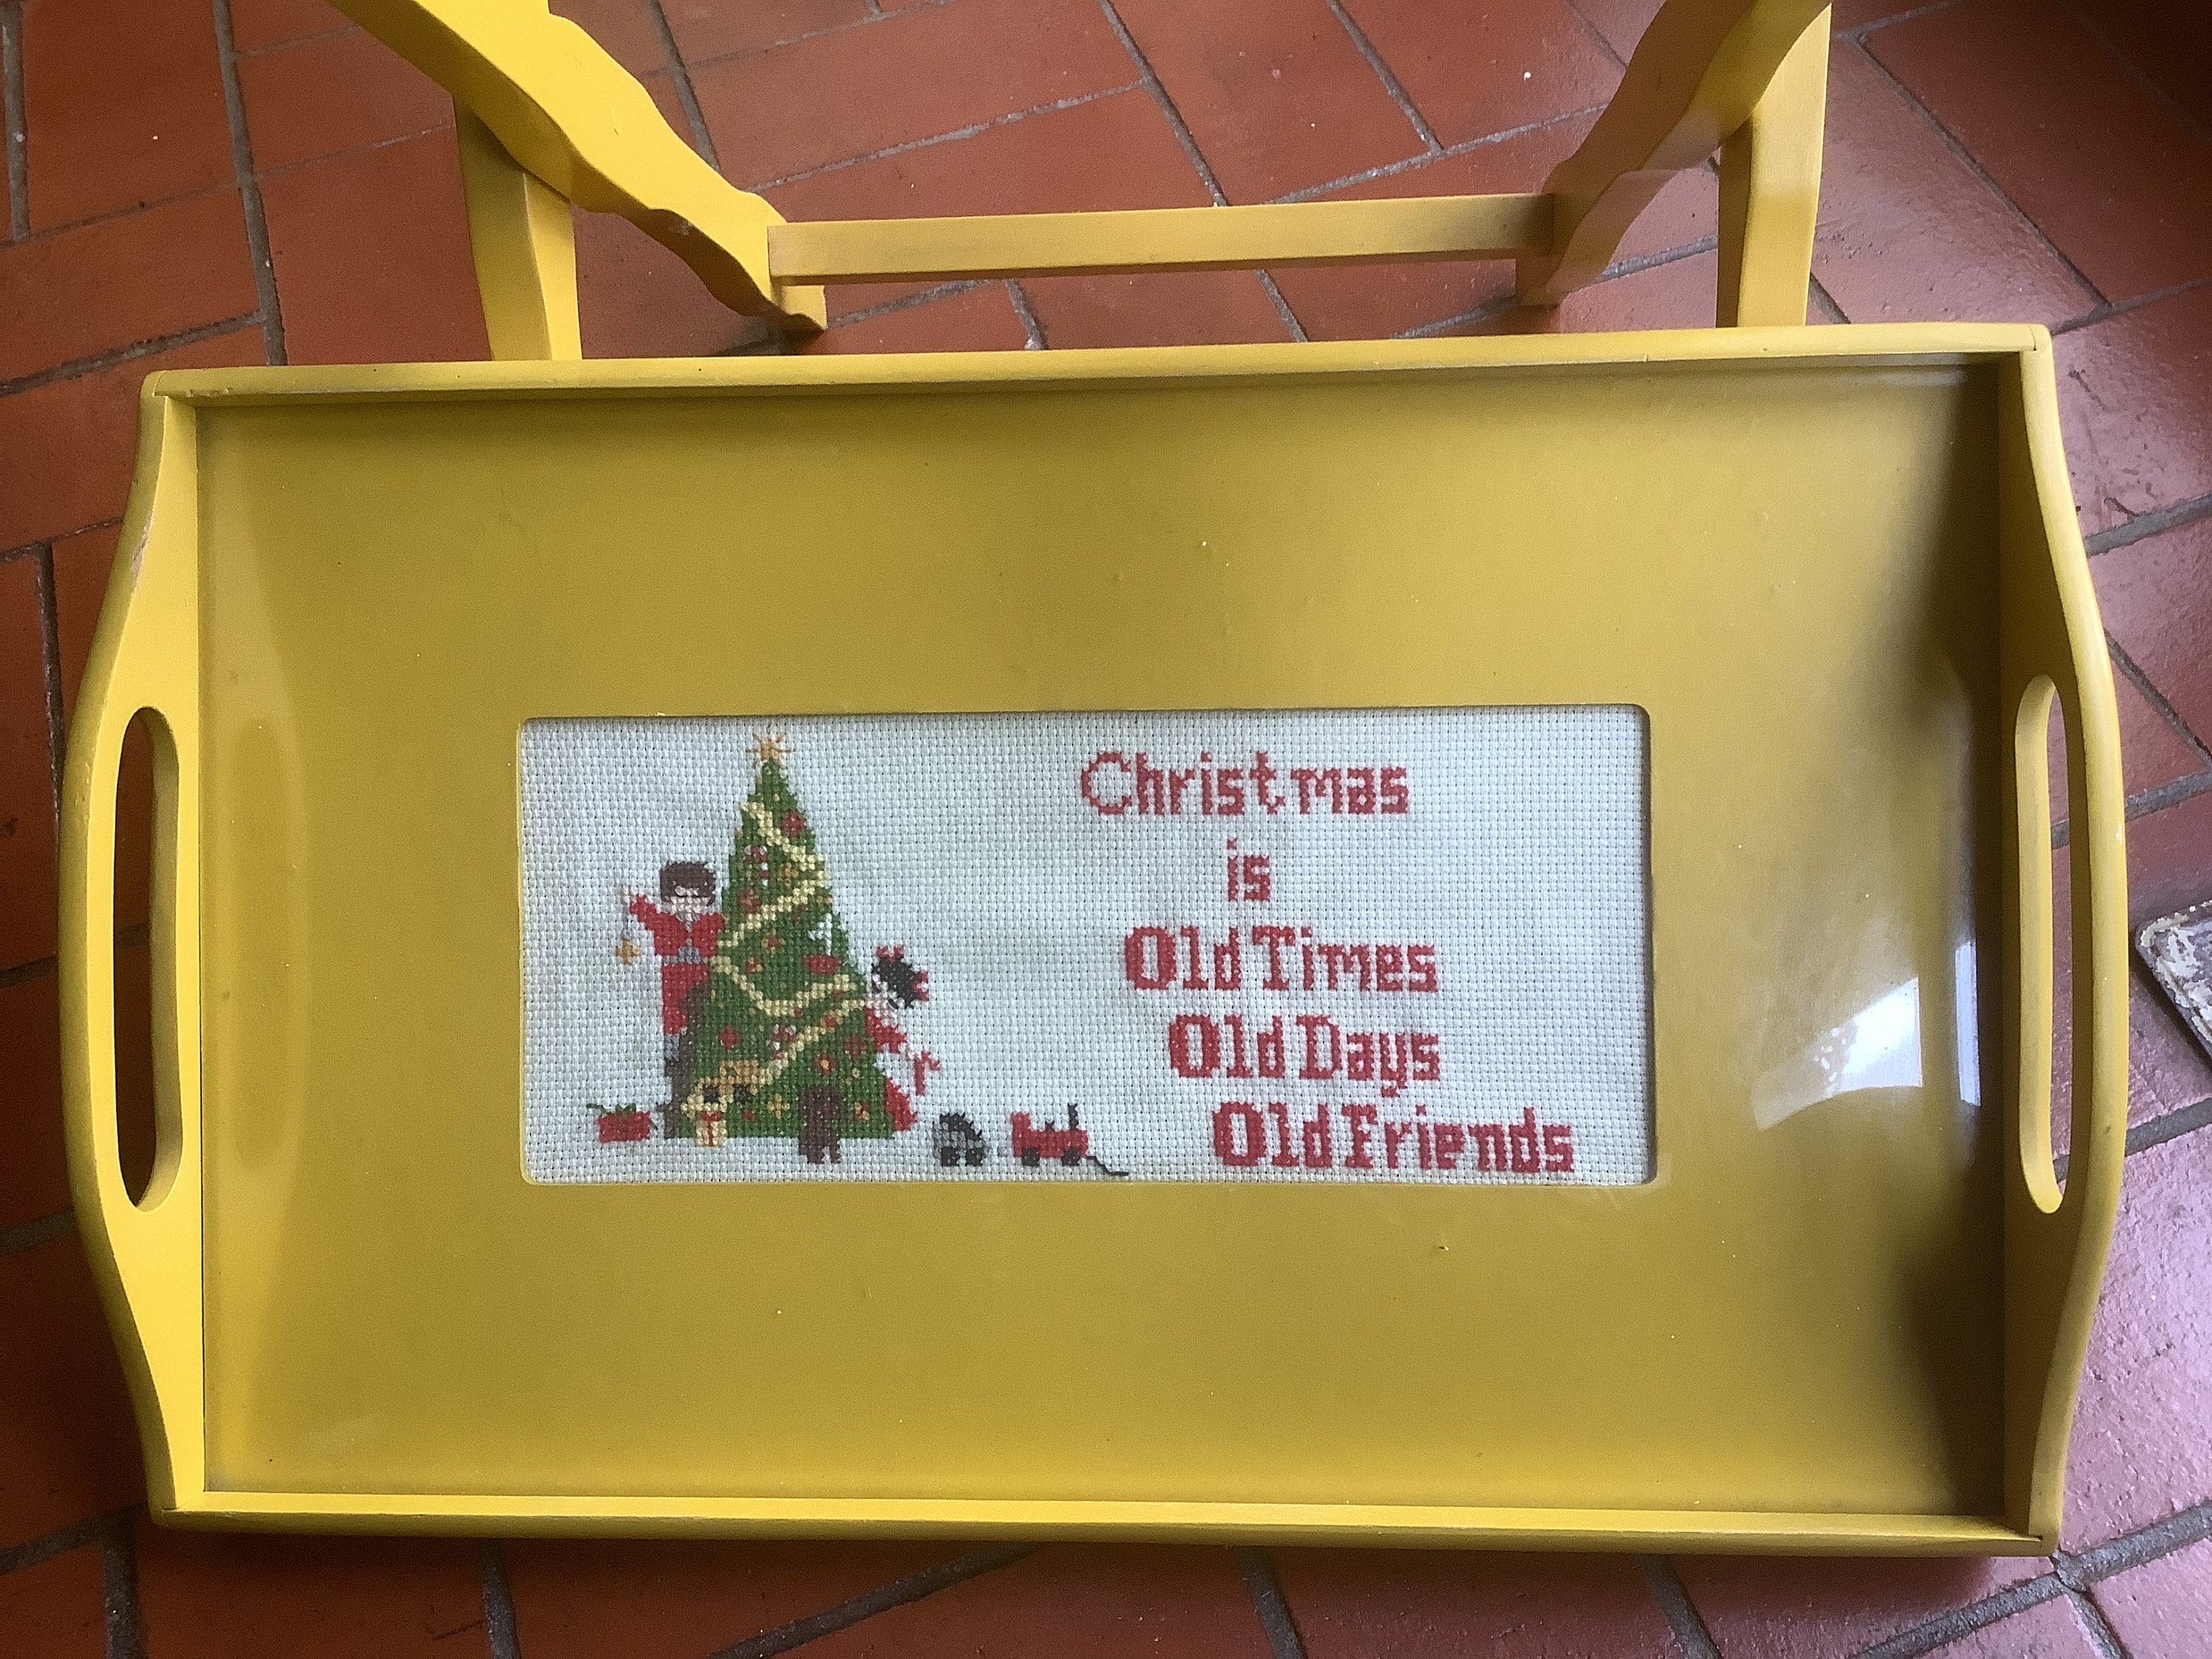 Christmas
is
Old Times
Old Days
Old Friends